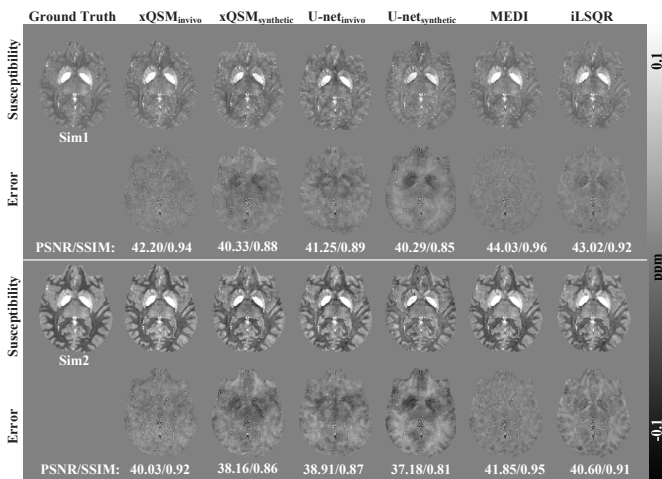 Ground Truth xQSMinvivo xQSMsynthetic U-netinvivo U-netsynthetic MEDI iLSQR
Susceptibility
Sim1
Error
PSNR/SSIM: 42.20/0.94 40.33/0.88 41.25/0.89 40.29/0.85 44.03/0.96 43.02/0.92
Susceptibility
Sim2
Error
PSNR/SSIM: 40.03/0.92 38.16/0.86 38.91/0.87 37.18/0.81 41.85/0.95 40.60/0.91
0.1
ppm
-0.1